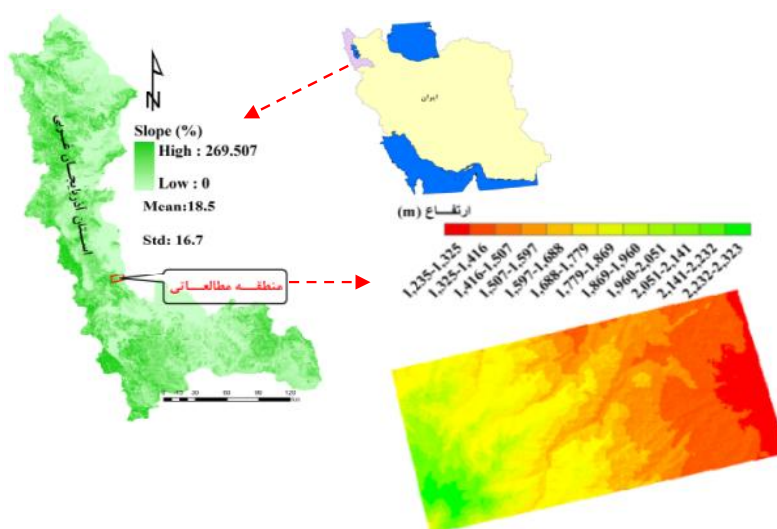 ایران
N
Slope (%)
High : 269.507
Low : 0
Mean:18.5
Std: 16.7
استان آذربایجان غربی
منطقه مطالعاتی
ارتفاع (m)
1,235-1,325
1,325-1,416
1,416-1,507
1,507-1,597
1,597-1,688
1,688-1,779
1,779-1,869
1,869-1,960
1,960-2,051
2,051-2,141
2,141-2,232
2,232-2,323